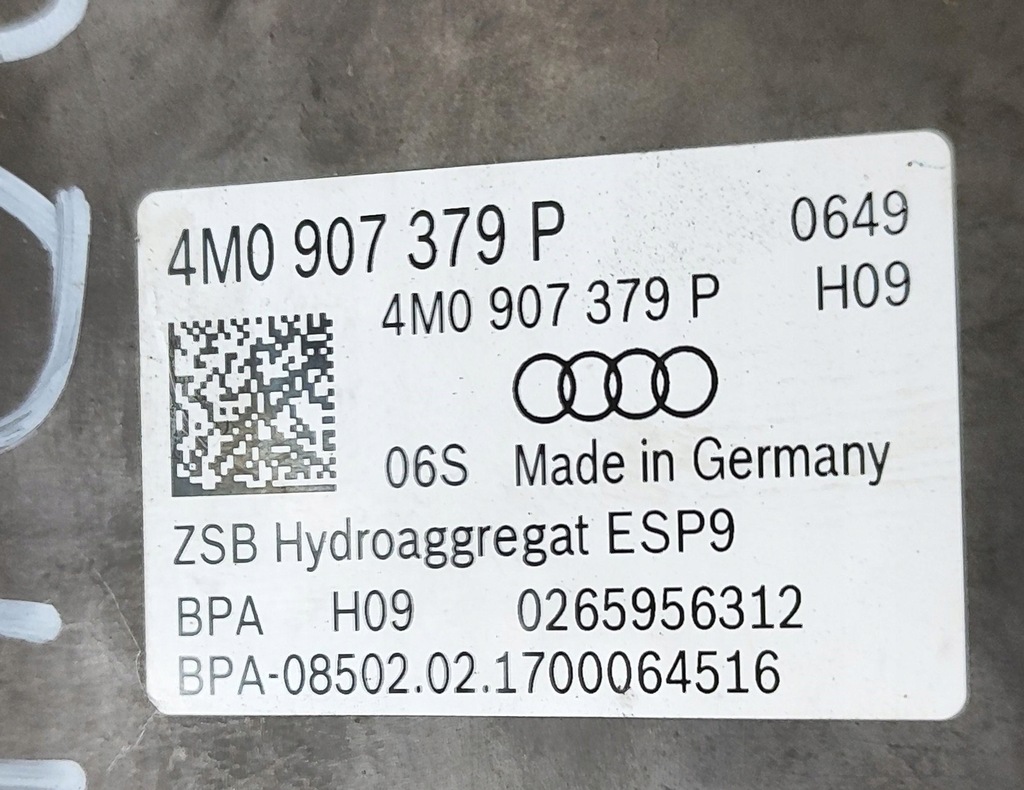 4M0 907 379 P 0649
4M0 907 379 P H09
06S Made in Germany
ZSB Hydroaggregat ESP9
BPA H09 0265956312
BPA-08502.02.1700064516